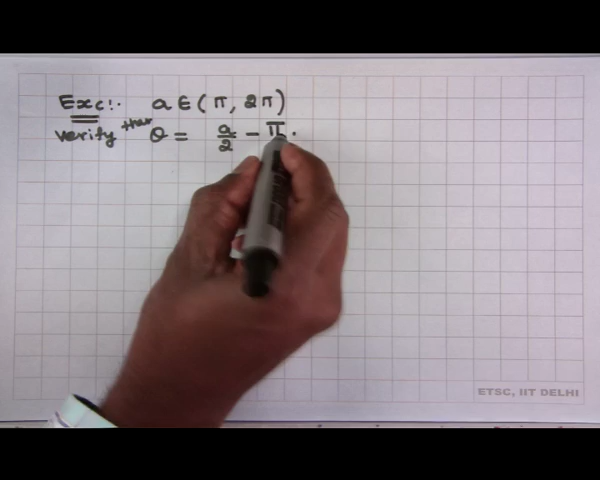 Exc:. a ∈ (π, 2π)
Verify that θ = a/2 - π.
ETSC, IIT DELHI